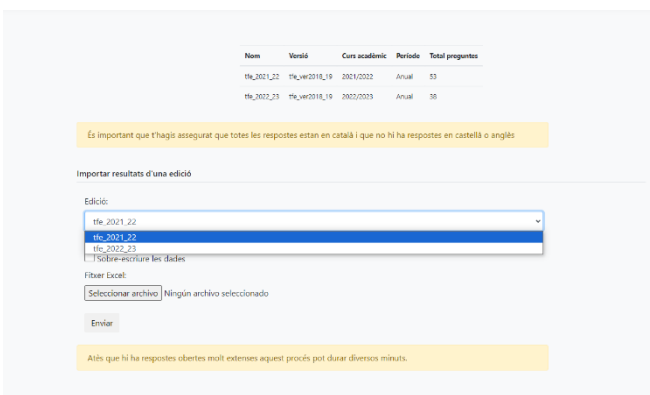 Nom Versió Curs acadèmic Període Total preguntes
tfe_2021_22 tfe_ver2018_19 2021/2022 Anual 53
tfe_2022_23 tfe_ver2018_19 2022/2023 Anual 38
És important que t'hagis assegurat que totes les respostes estan en català i que no hi ha respostes en castellà o anglès
Importar resultats d'una edició
Edició:
tfe_2021_22
tfe_2021_22
tfe_2022_23
Sobre-escriure les dades
Fitxer Excel:
Seleccionar archivo Ningún archivo seleccionado
Enviar
Atés que hi ha respostes obertes molt extenses aquest procés pot durar diversos minuts.